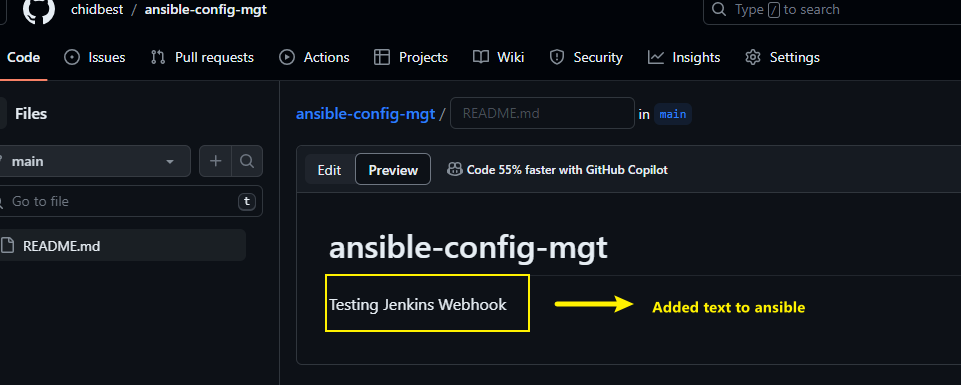 chidbest / ansible-config-mgt
Type / to search
Code Issues Pull requests Actions Projects Wiki Security Insights Settings
Files
ansible-config-mgt / README.md in main
main
Edit Preview Code 55% faster with GitHub Copilot
Go to file t
README.md
ansible-config-mgt
Testing Jenkins Webhook
Added text to ansible